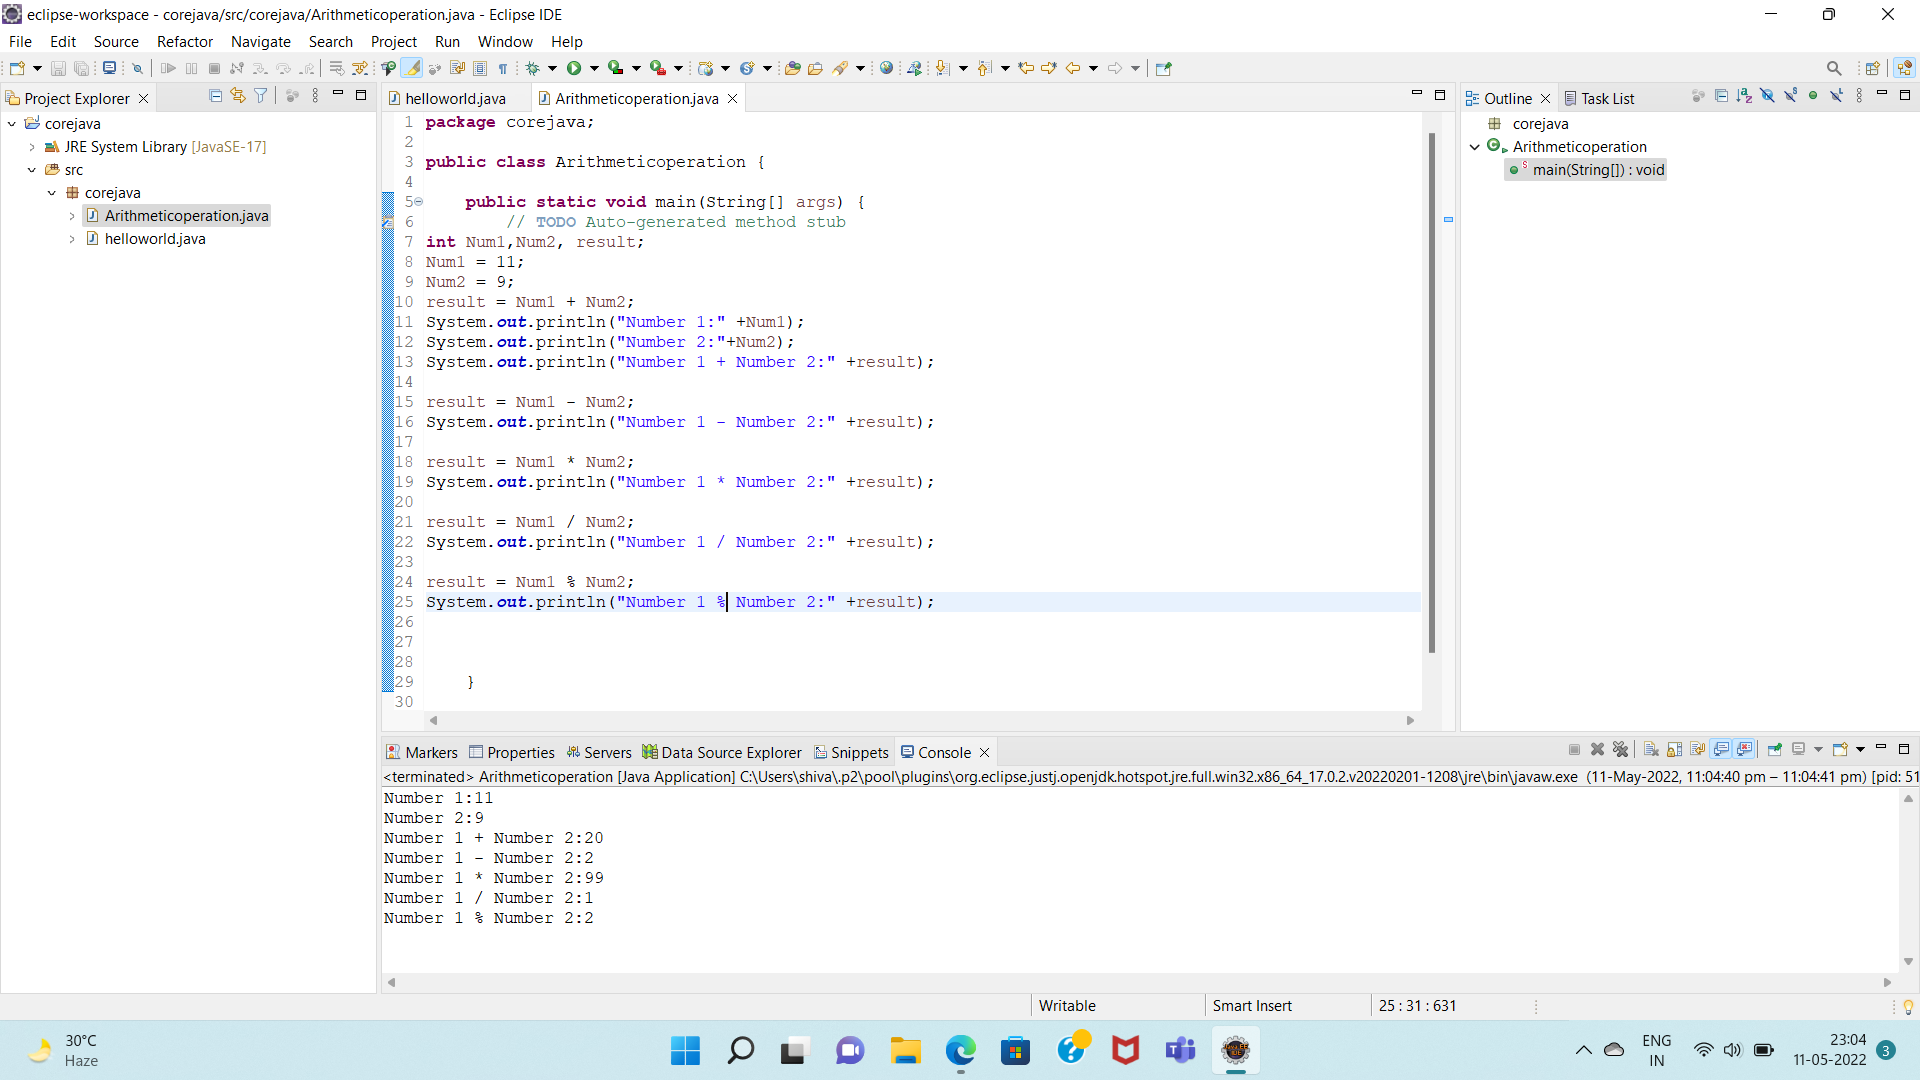 eclipse-workspace - corejava/src/corejava/Arithmeticoperation.java - Eclipse IDE
File Edit Source Refactor Navigate Search Project Run Window Help
Project Explorer
corejava
JRE System Library [JavaSE-17]
src
corejava
Arithmeticoperation.java
helloworld.java
helloworld.java
Arithmeticoperation.java
1 package corejava;
2
3 public class Arithmeticoperation {
4
5 public static void main(String[] args) {
6 // TODO Auto-generated method stub
7 int Num1,Num2, result;
8 Num1 = 11;
9 Num2 = 9;
10 result = Num1 + Num2;
11 System.out.println("Number 1:" +Num1);
12 System.out.println("Number 2:"+Num2);
13 System.out.println("Number 1 + Number 2:" +result);
14
15 result = Num1 - Num2;
16 System.out.println("Number 1 - Number 2:" +result);
17
18 result = Num1 * Num2;
19 System.out.println("Number 1 * Number 2:" +result);
20
21 result = Num1 / Num2;
22 System.out.println("Number 1 / Number 2:" +result);
23
24 result = Num1 % Num2;
25 System.out.println("Number 1 % Number 2:" +result);
26
27
28
29 }
30
Outline Task List
corejava
Arithmeticoperation
main(String[]) : void
Markers Properties Servers Data Source Explorer Snippets Console
<terminated> Arithmeticoperation [Java Application] C:\Users\shiva\.p2\pool\plugins\org.eclipse.justj.openjdk.hotspot.jre.full.win32.x86_64_17.0.2.v20220201-1208\jre\bin\javaw.exe (11-May-2022, 11:04:40 pm – 11:04:41 pm) [pid: 51
Number 1:11
Number 2:9
Number 1 + Number 2:20
Number 1 - Number 2:2
Number 1 * Number 2:99
Number 1 / Number 2:1
Number 1 % Number 2:2
Writable Smart Insert 25 : 31 : 631
30°C
Haze
ENG
IN
23:04
11-05-2022
3